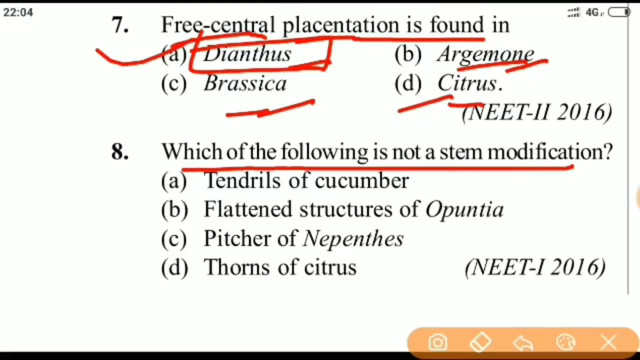 22:04
4G
7. Free-central placentation is found in
(a) Dianthus (b) Argemone
(c) Brassica (d) Citrus.
(NEET-II 2016)
8. Which of the following is not a stem modification?
(a) Tendrils of cucumber
(b) Flattened structures of Opuntia
(c) Pitcher of Nepenthes
(d) Thorns of citrus (NEET-I 2016)